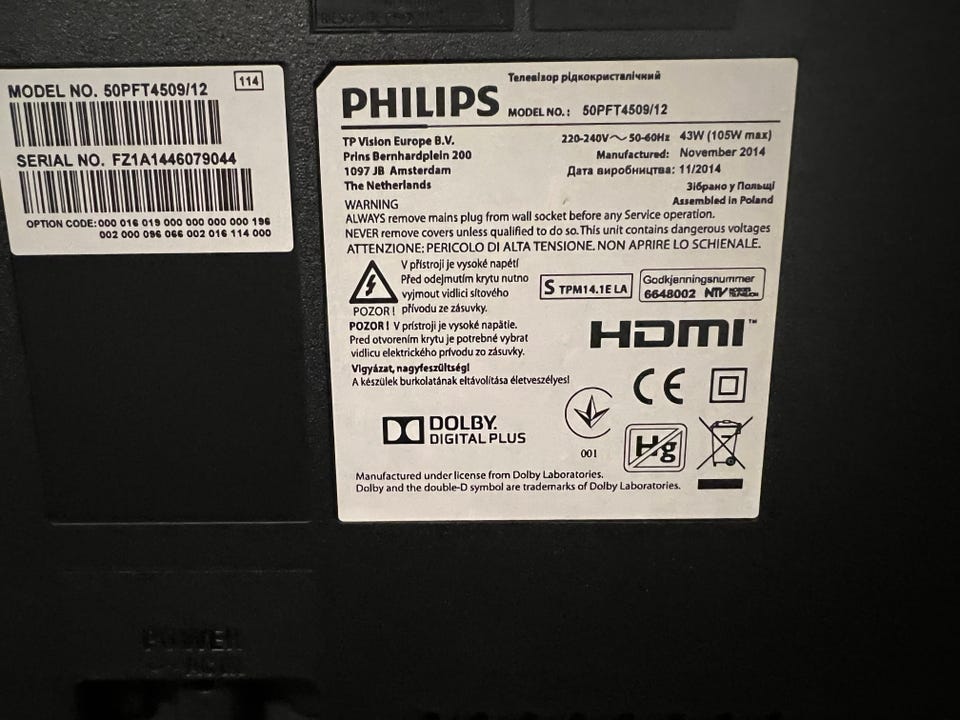 MODEL NO. 50PFT4509/12
114
SERIAL NO. FZ1A1446079044
OPTION CODE: 000 016 019 000 000 000 000 196
002 000 096 066 002 016 114 000
Телевізор рідкокристалічний
PHILIPS MODEL NO.: 50PFT4509/12
TP Vision Europe B.V.
Prins Bernhardplein 200
1097 JB Amsterdam
The Netherlands
220-240V～50-60Hz 43W (105W max)
Manufactured: November 2014
Дата виробництва: 11/2014
Зібрано у Польщі
Assembled in Poland
WARNING
ALWAYS remove mains plug from wall socket before any Service operation.
NEVER remove covers unless qualified to do so. This unit contains dangerous voltages
ATTENZIONE: PERICOLO DI ALTA TENSIONE. NON APRIRE LO SCHIENALE.
V přístroji je vysoké napětí
Před odejmutím krytu nutno
vyjmout vidlici síťového
POZOR! přívodu ze zásuvky.
POZOR! V prístroji je vysoké napätie.
Pred otvorením krytu je potrebné vybrat
vidlicu elektrického prívodu zo zásuvky.
Vigyázat, nagyfeszültség!
A készülek burkolatának eltávolítása életveszélyes!
S TPM14.1E LA
Godkjenningsnummer
6648002 NTV
HDMI™
CE
DOLBY.
DIGITAL PLUS
001
Hg
Manufactured under license from Dolby Laboratories.
Dolby and the double-D symbol are trademarks of Dolby Laboratories.
POWER